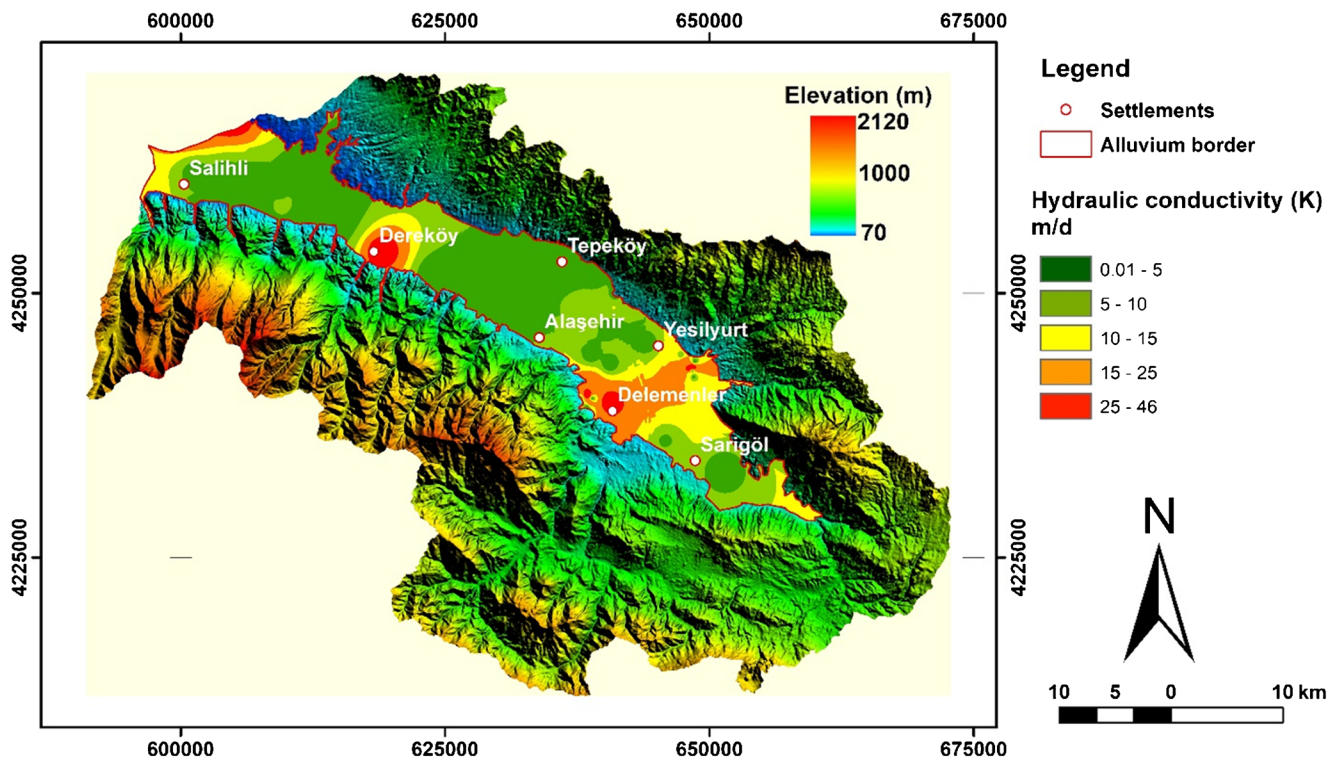 600000 625000 650000 675000
Elevation (m)
2120
1000
70
Salihli
Dereköy
Tepeköy
Alaşehir
Yesilyurt
Delemenler
Sarigöl
4250000
4225000
4250000
4225000
600000 625000 650000 675000
Legend
Settlements
Alluvium border
Hydraulic conductivity (K)
m/d
0.01 - 5
5 - 10
10 - 15
15 - 25
25 - 46
N
10 5 0 10 km